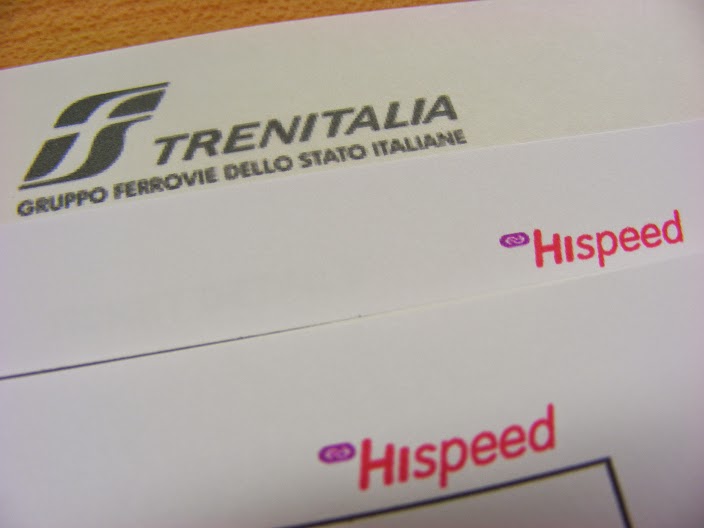 TRENITALIA
GRUPPO FERROVIE DELLO STATO ITALIANE
Hispeed
Hispeed